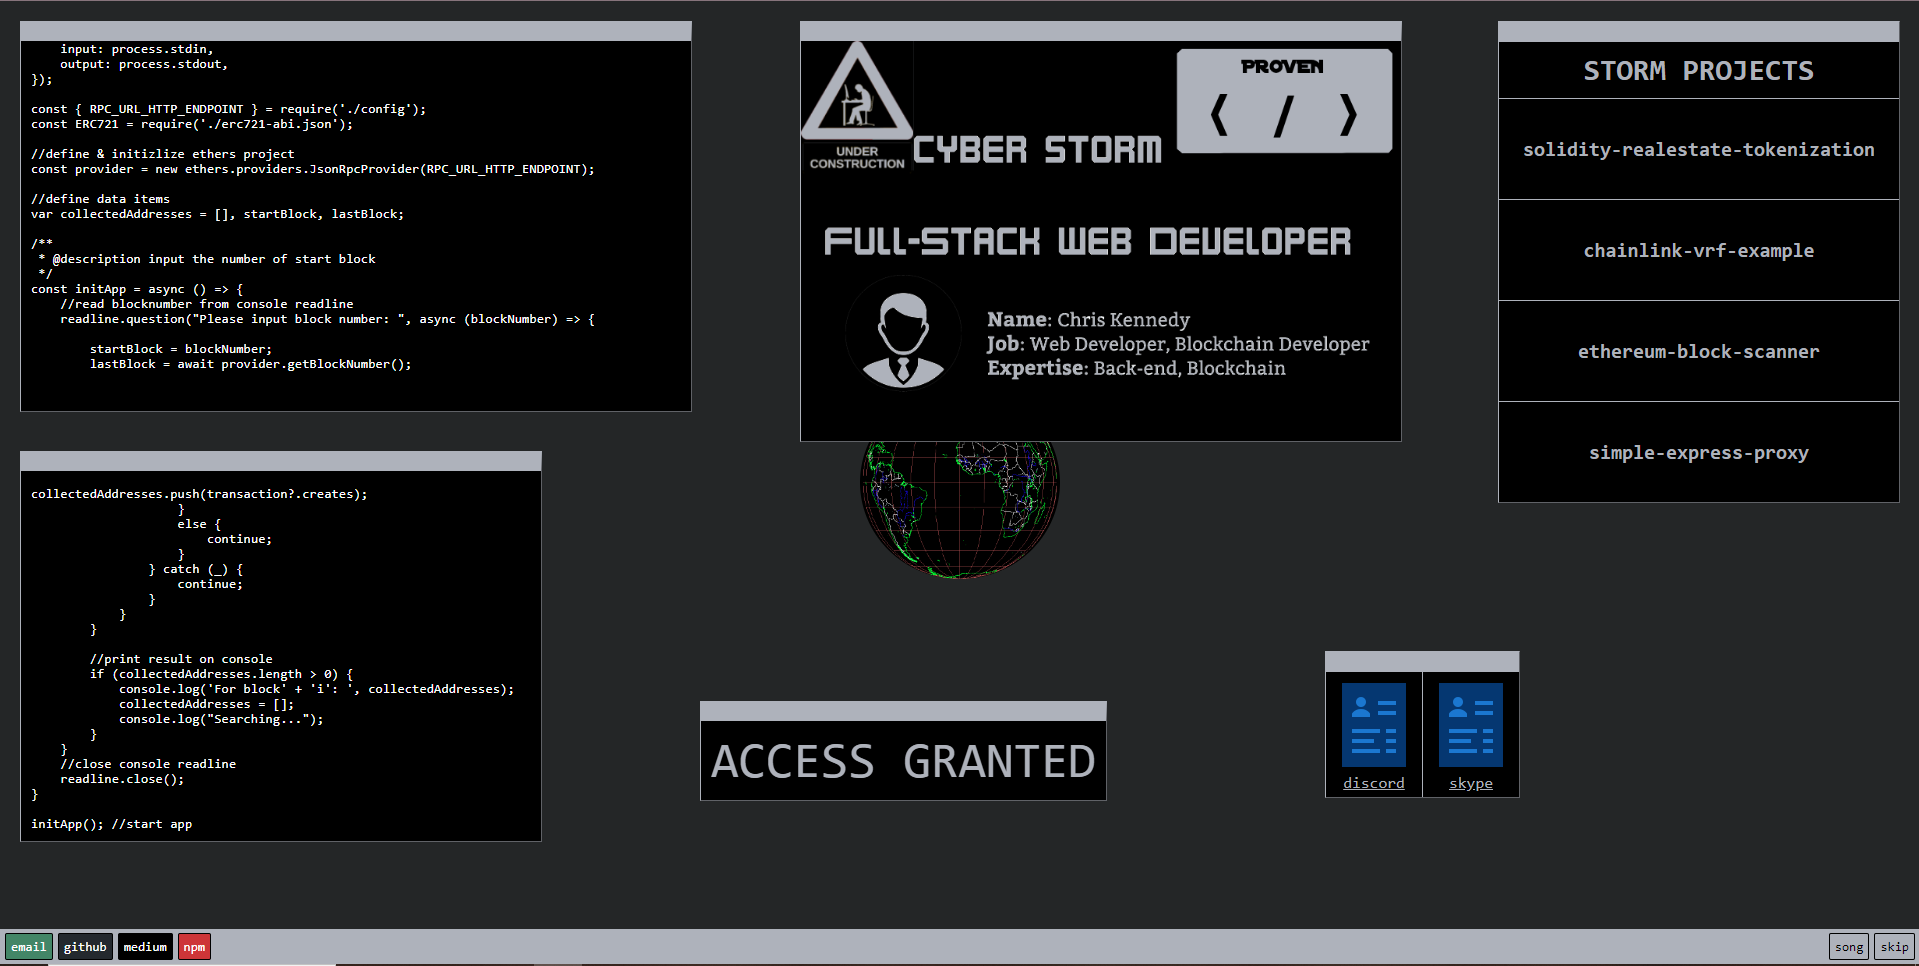 input: process.stdin,
output: process.stdout,
});
const { RPC_URL_HTTP_ENDPOINT } = require('./config');
const ERC721 = require('./erc721-abi.json');
//define & initizlize ethers project
const provider = new ethers.providers.JsonRpcProvider(RPC_URL_HTTP_ENDPOINT);
//define data items
var collectedAddresses = [], startBlock, lastBlock;
/**
* @description input the number of start block
*/
const initApp = async () => {
//read blocknumber from console readline
readline.question("Please input block number: ", async (blockNumber) => {
startBlock = blockNumber;
lastBlock = await provider.getBlockNumber();
collectedAddresses.push(transaction?.creates);
}
else {
continue;
}
} catch (_) {
continue;
}
}
}
//print result on console
if (collectedAddresses.length > 0) {
console.log('For block' + 'i': ', collectedAddresses);
collectedAddresses = [];
console.log("Searching...");
}
}
//close console readline
readline.close();
}
initApp(); //start app
UNDER
CONSTRUCTION
CYBER STORM
PROVEN
< / >
FULL-STACK WEB DEVELOPER
Name: Chris Kennedy
Job: Web Developer, Blockchain Developer
Expertise: Back-end, Blockchain
STORM PROJECTS
solidity-realestate-tokenization
chainlink-vrf-example
ethereum-block-scanner
simple-express-proxy
ACCESS GRANTED
discord
skype
email
github
medium
npm
song
skip